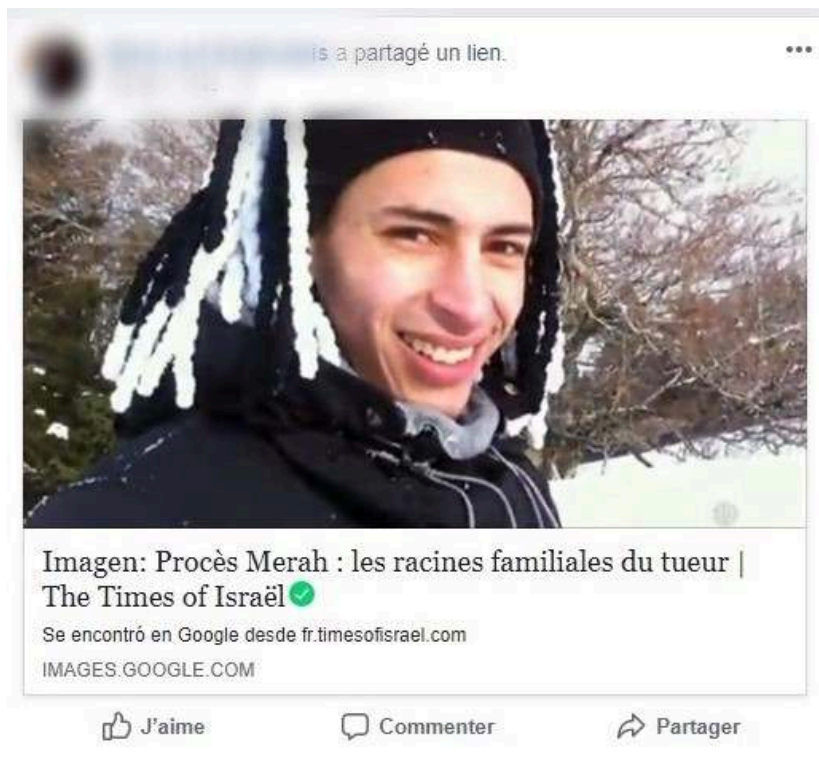 a partagé un lien.
Imagen: Procès Merah : les racines familiales du tueur |
The Times of Israël
Se encontró en Google desde fr.timesofisrael.com
IMAGES.GOOGLE.COM
J'aime Commenter Partager